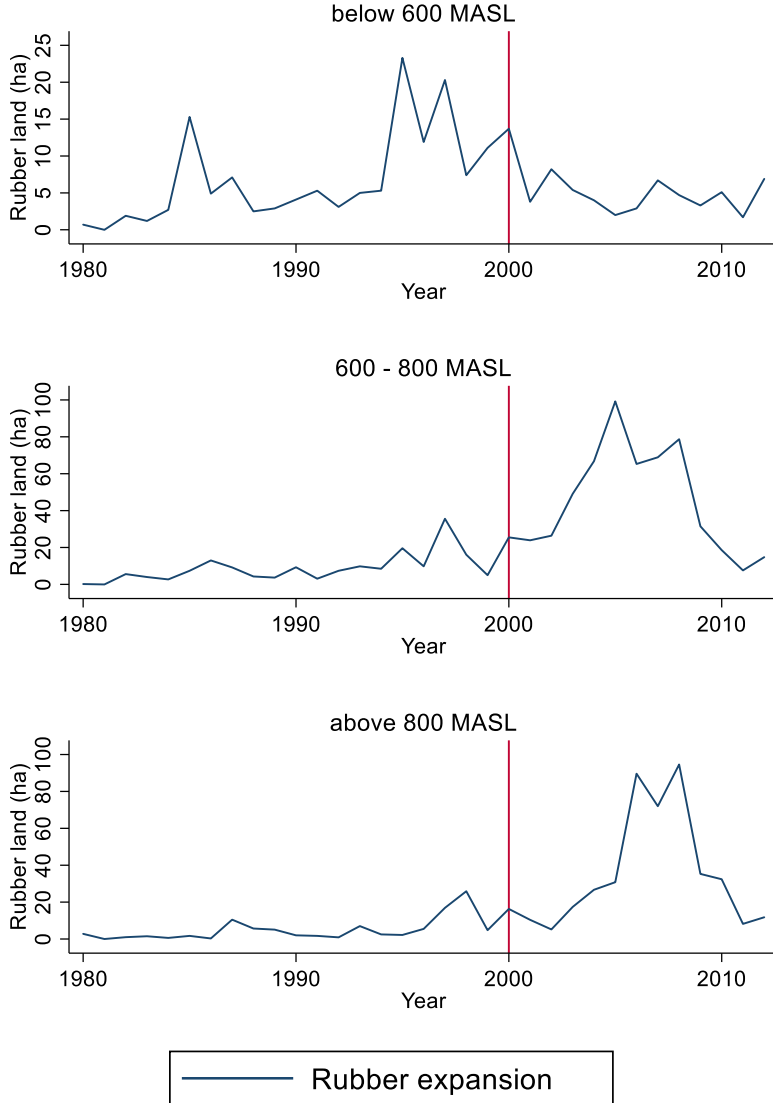 below 600 MASL
Rubber land (ha)
25
20
15
10
5
0
1980 1990 2000 2010
Year
600 - 800 MASL
Rubber land (ha)
100
80
60
40
20
0
1980 1990 2000 2010
Year
above 800 MASL
Rubber land (ha)
100
80
60
40
20
0
1980 1990 2000 2010
Year
Rubber expansion